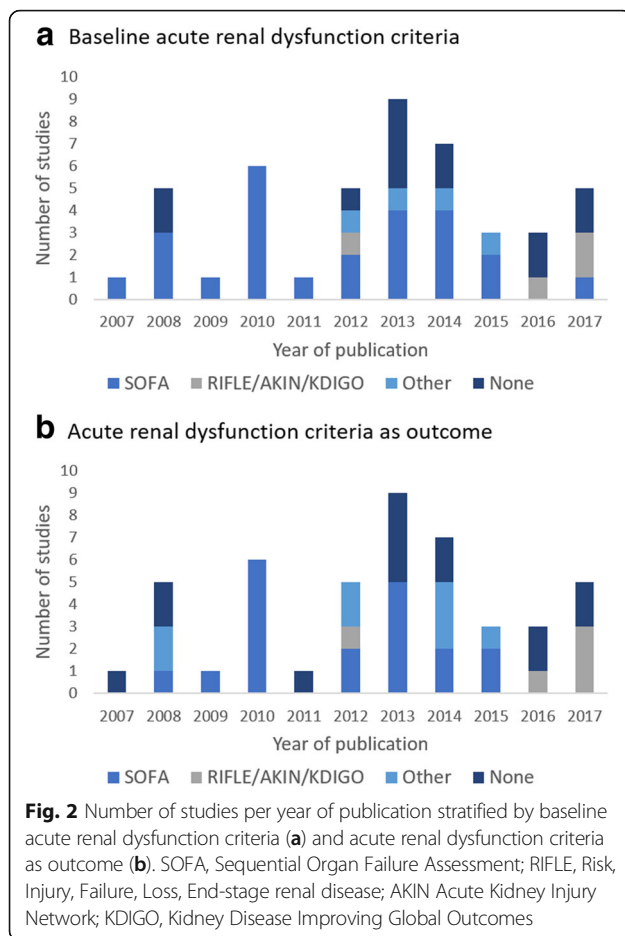 a Baseline acute renal dysfunction criteria
10
9
8
7
6
5
4
3
2
1
0
Number of studies
2007 2008 2009 2010 2011 2012 2013 2014 2015 2016 2017
Year of publication
SOFA RIFLE/AKIN/KDIGO Other None
b Acute renal dysfunction criteria as outcome
10
9
8
7
6
5
4
3
2
1
0
Number of studies
2007 2008 2009 2010 2011 2012 2013 2014 2015 2016 2017
Year of publication
SOFA RIFLE/AKIN/KDIGO Other None
Fig. 2 Number of studies per year of publication stratified by baseline
acute renal dysfunction criteria (a) and acute renal dysfunction criteria
as outcome (b). SOFA, Sequential Organ Failure Assessment; RIFLE, Risk,
Injury, Failure, Loss, End-stage renal disease; AKIN Acute Kidney Injury
Network; KDIGO, Kidney Disease Improving Global Outcomes